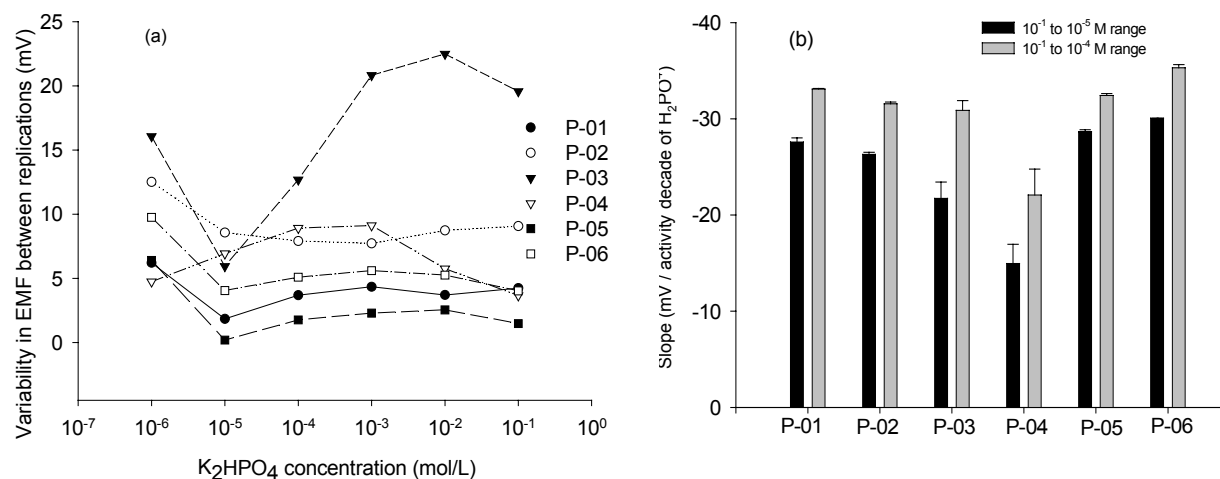 Variability in EMF between replications (mV)
25
20
15
10
5
0
(a)
P-01
P-02
P-03
P-04
P-05
P-06
10⁻⁷ 10⁻⁶ 10⁻⁵ 10⁻⁴ 10⁻³ 10⁻² 10⁻¹ 10⁰
K₂HPO₄ concentration (mol/L)
Slope (mV / activity decade of H₂PO⁻)
-40
-30
-20
-10
0
(b)
10⁻¹ to 10⁻⁵ M range
10⁻¹ to 10⁻⁴ M range
P-01 P-02 P-03 P-04 P-05 P-06